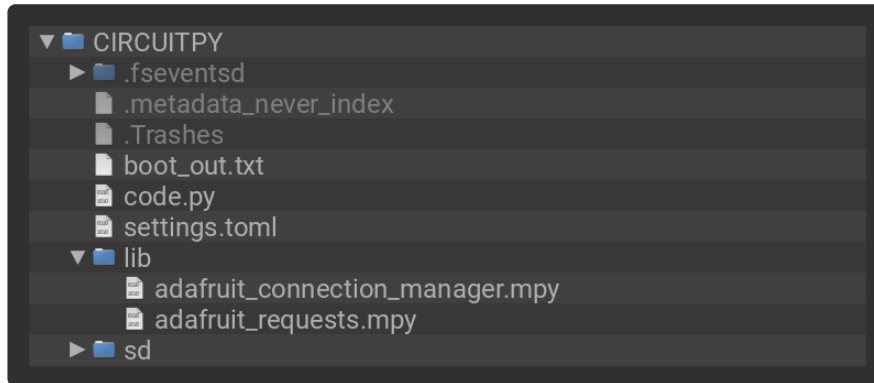 CIRCUITPY
.fseventsd
.metadata_never_index
.Trashes
boot_out.txt
code.py
settings.toml
lib
adafruit_connection_manager.mpy
adafruit_requests.mpy
sd